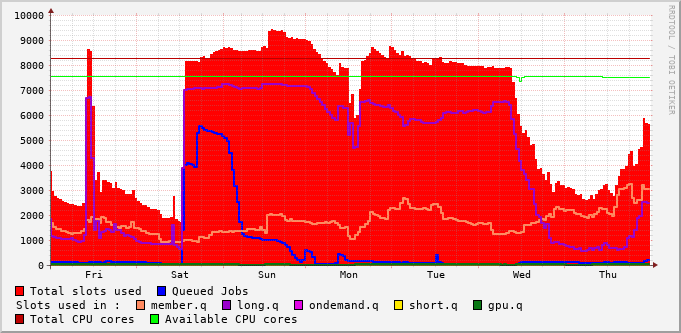 10000
9000
8000
7000
6000
5000
4000
3000
2000
1000
0
Fri Sat Sun Mon Tue Wed Thu
RRDTOOL / TOBI OETIKER
Total slots used Queued Jobs
Slots used in : member.q long.q ondemand.q short.q gpu.q
Total CPU cores Available CPU cores